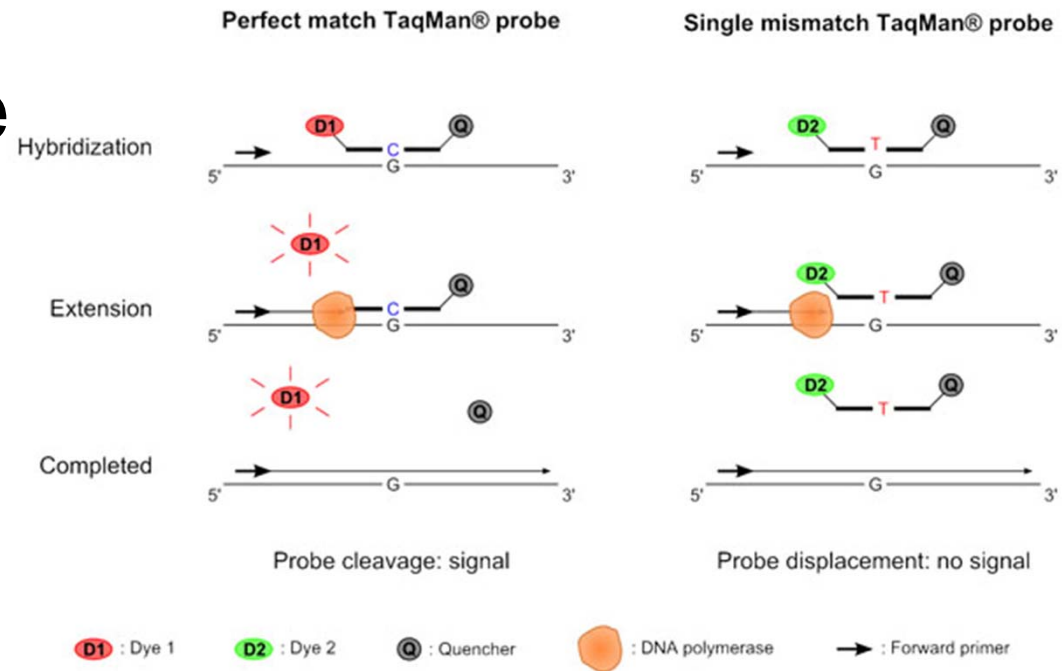 Perfect match TaqMan® probe
Single mismatch TaqMan® probe
e
Hybridization
D1
Q
C
G
5'
3'
D2
Q
T
G
5'
3'
Extension
D1
Q
C
G
5'
3'
D2
Q
T
G
5'
3'
Completed
D1
Q
G
5'
3'
D2
Q
T
G
5'
3'
Probe cleavage: signal
Probe displacement: no signal
D1 : Dye 1
D2 : Dye 2
Q : Quencher
: DNA polymerase
: Forward primer